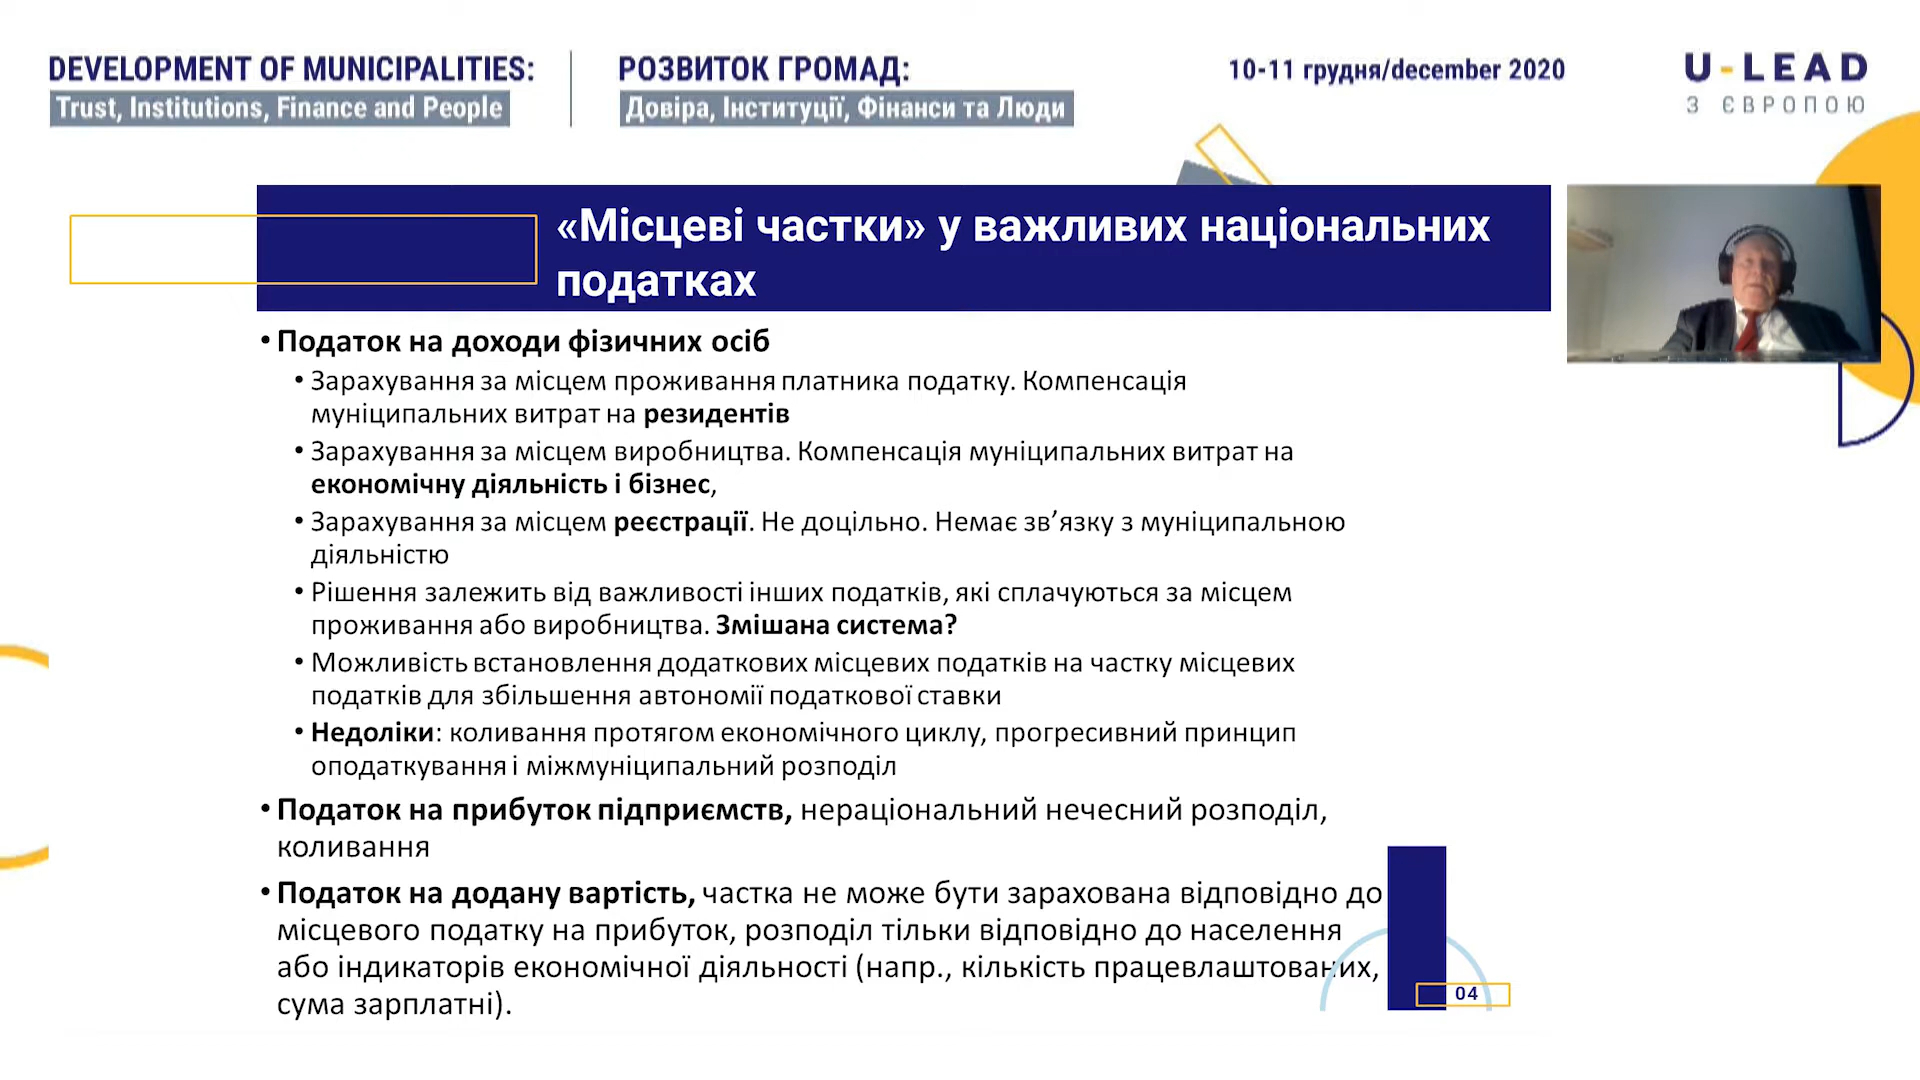 DEVELOPMENT OF MUNICIPALITIES:
Trust, Institutions, Finance and People
РОЗВИТОК ГРОМАД:
Довіра, Інституції, Фінанси та Люди
10-11 грудня/december 2020
U-LEAD
З ЄВРОПОЮ
«Місцеві частки» у важливих національних
податках
• Податок на доходи фізичних осіб
• Зарахування за місцем проживання платника податку. Компенсація
муніципальних витрат на резидентів
• Зарахування за місцем виробництва. Компенсація муніципальних витрат на
економічну діяльність і бізнес,
• Зарахування за місцем реєстрації. Не доцільно. Немає зв’язку з муніципальною
діяльністю
• Рішення залежить від важливості інших податків, які сплачуються за місцем
проживання або виробництва. Змішана система?
• Можливість встановлення додаткових місцевих податків на частку місцевих
податків для збільшення автономії податкової ставки
• Недоліки: коливання протягом економічного циклу, прогресивний принцип
оподаткування і міжмуніципальний розподіл
• Податок на прибуток підприємств, нераціональний нечесний розподіл,
коливання
• Податок на додану вартість, частка не може бути зарахована відповідно до
місцевого податку на прибуток, розподіл тільки відповідно до населення
або індикаторів економічної діяльності (напр., кількість працевлаштованих,
сума зарплатні).
04